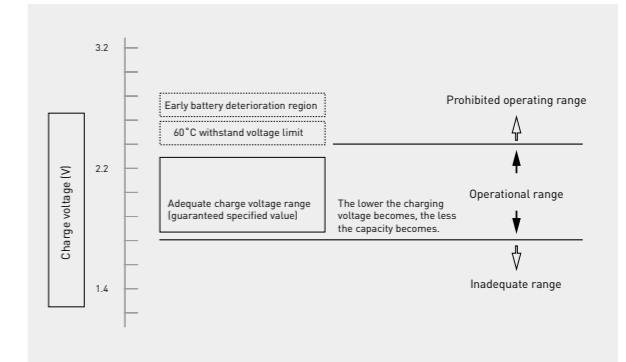 3.2
Early battery deterioration region
Prohibited operating range
60˚C withstand voltage limit
2.2
Charge voltage (V)
Operational range
Adequate charge voltage range
(guaranteed specified value)
The lower the charging
voltage becomes, the less
the capacity becomes.
1.4
Inadequate range